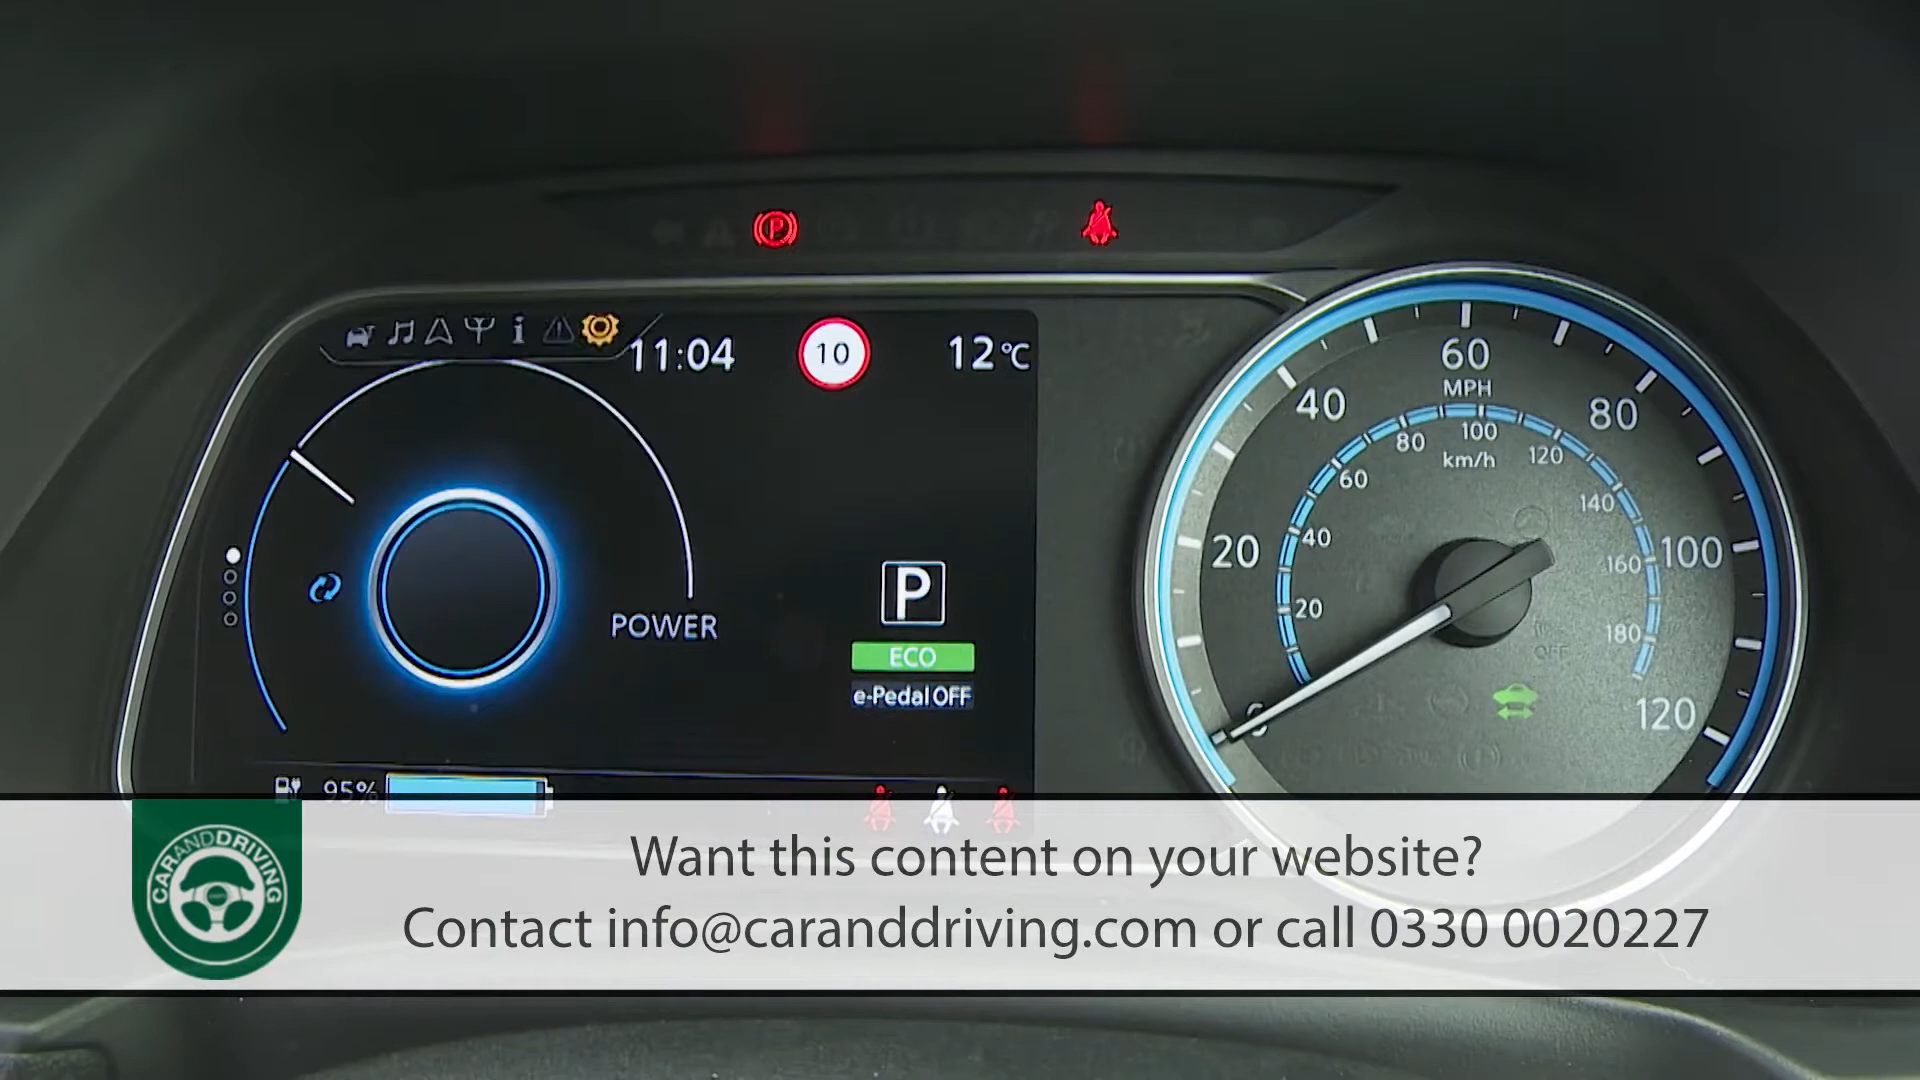 11:04
10
12°C
POWER
P
ECO
e-Pedal OFF
95%
0
20
40
60
80
100
120
MPH
20
40
60
80
100
120
140
160
180
km/h
OFF
CARANDDRIVING
Want this content on your website?
Contact info@caranddriving.com or call 0330 0020227